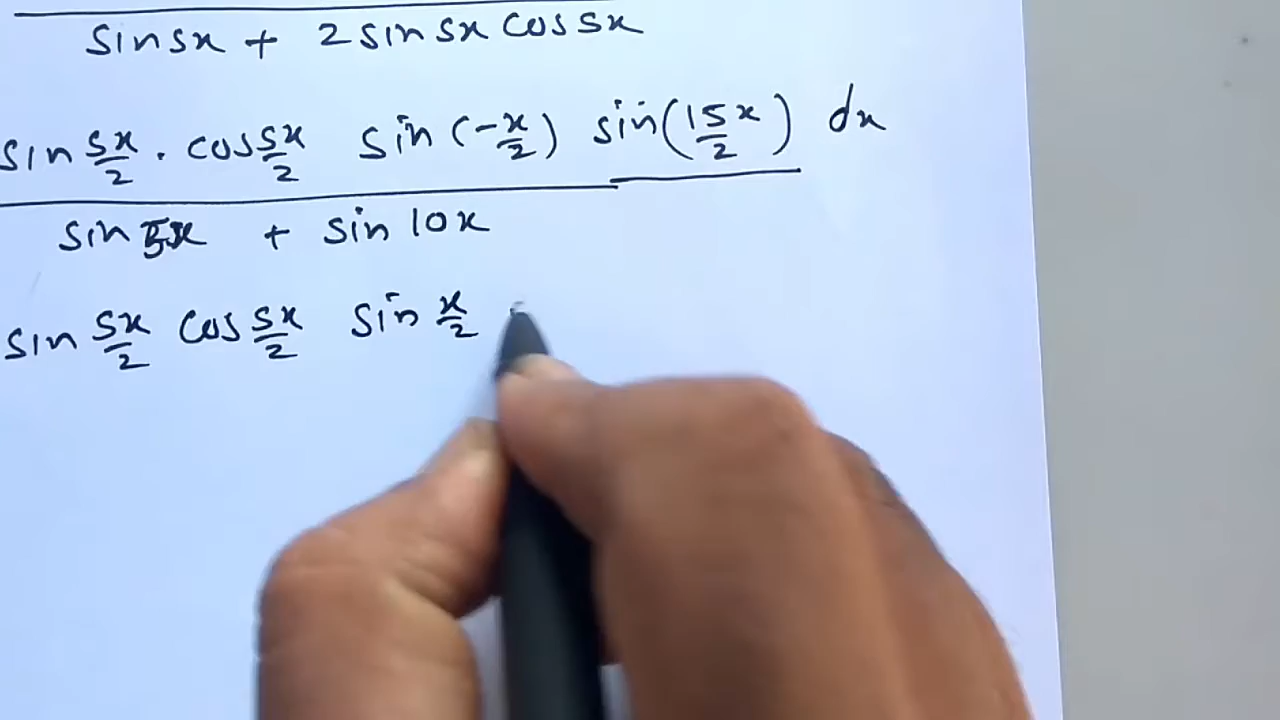 sin5x + 2sin5x cos5x
sin 5x/2 . cos 5x/2 sin(-x/2) sin(15x/2) dx
sin 5x + sin 10x
sin 5x/2 cos 5x/2 sin x/2